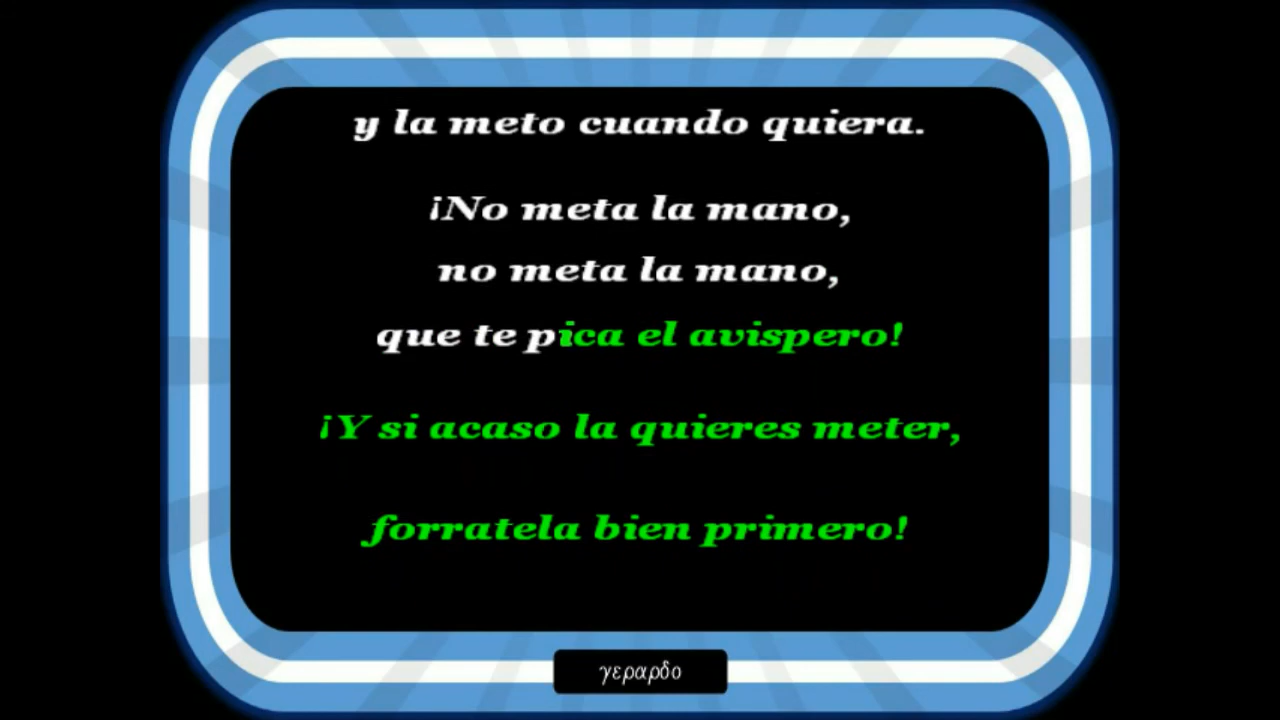 y la meto cuando quiera.
¡No meta la mano,
no meta la mano,
que te pica el avispero!
¡Y si acaso la quieres meter,
forratela bien primero!
γεραρδο